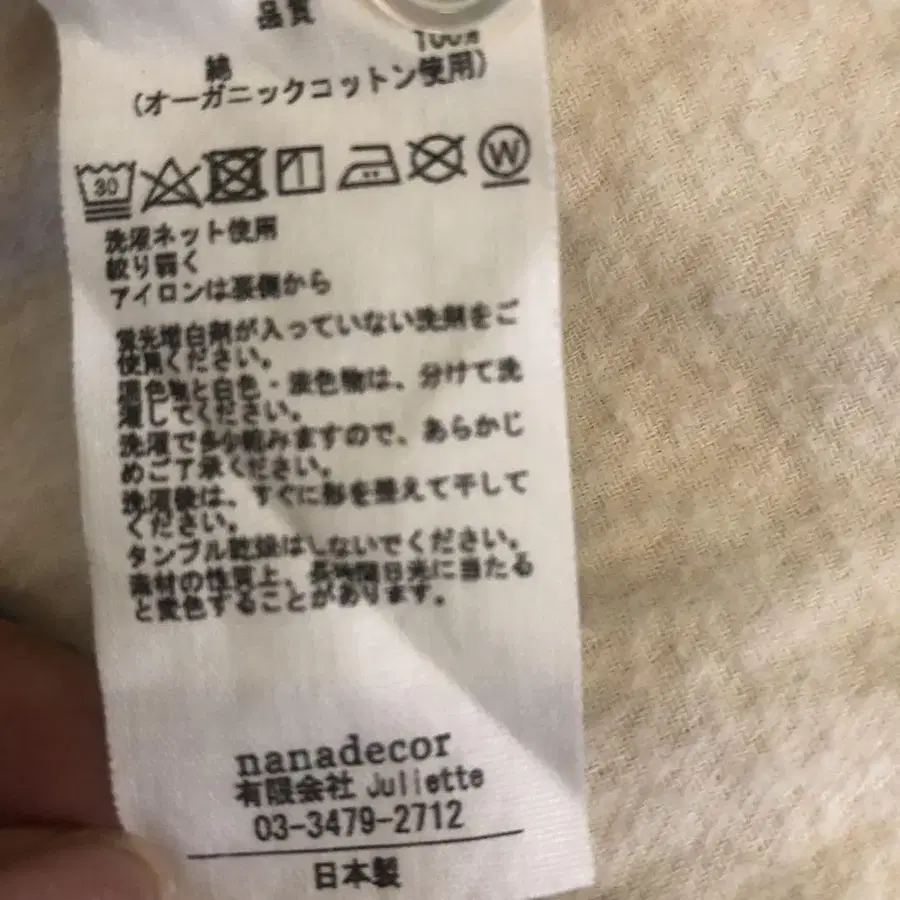 品質
綿 100%
(オーガニックコットン使用)
30 W
洗濯ネット使用
絞り弱く
アイロンは裏側から
蛍光増白剤が入っていない洗剤をご
使用ください。
濃色物と白色・淡色物は、分けて洗
濯してください。
洗濯で多少縮みますので、あらかじ
めご了承ください。
洗濯後は、すぐに形を整えて干して
ください。
タンブル乾燥はしないでください。
素材の性質上、長時間日光に当たる
と変色することがあります。
nanadecor
有限会社 Juliette
03-3479-2712
日本製